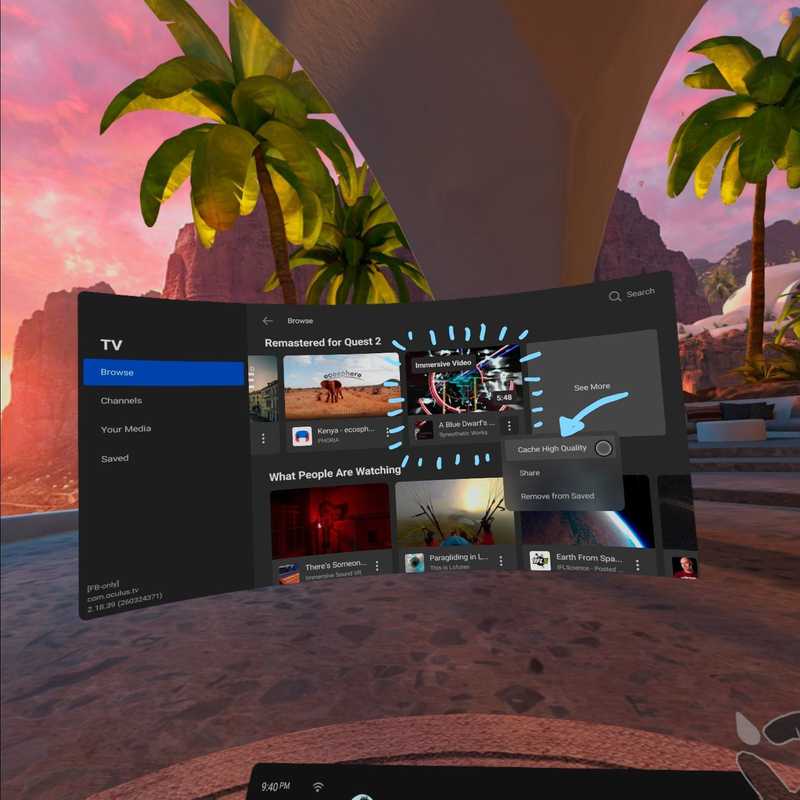 Search
TV
Browse
Channels
Your Media
Saved
[FB-only]
com.oculus.tv
2.18.39 (260324371)
Browse
Remastered for Quest 2
ecosphere
Immersive Video
5:48
Kenya - ecosph...
PHORIA
A Blue Dwarf's ...
Synesthetic Works
See More
Cache High Quality
Share
Remove from Saved
What People Are Watching
There's Someon...
Immersive Sound VR
Paragliding in L...
This is Lofoten
IFL
Earth From Spa...
IFLScience · Posted
9:40 PM